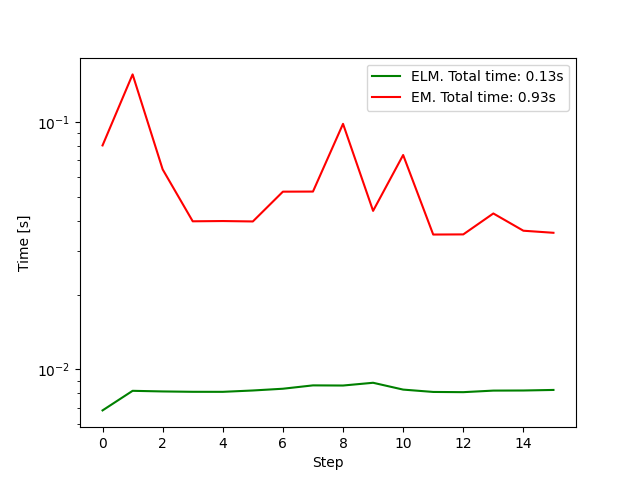 ELM. Total time: 0.13s
EM. Total time: 0.93s
10⁻¹
10⁻²
Time [s]
0 2 4 6 8 10 12 14
Step